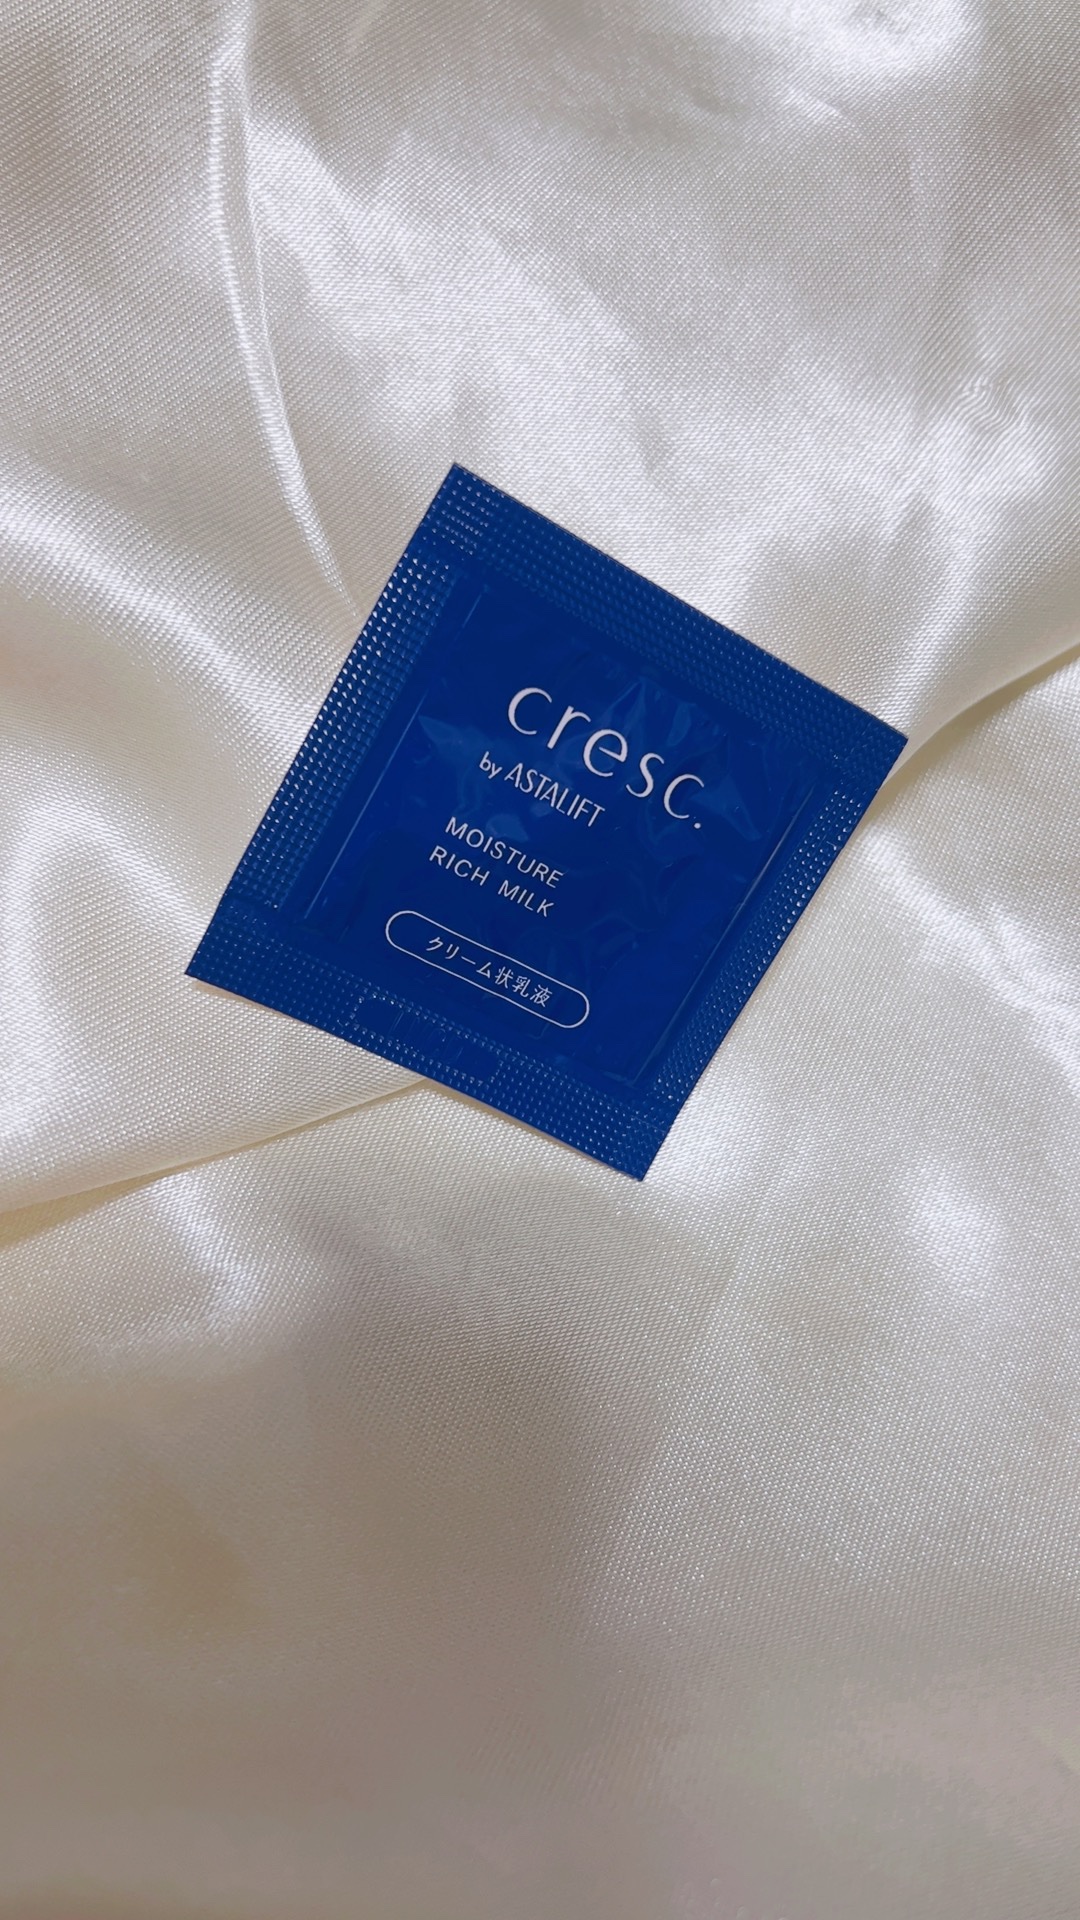 cresc.
by ASTALIFT
MOISTURE
RICH MILK
クリーム状乳液